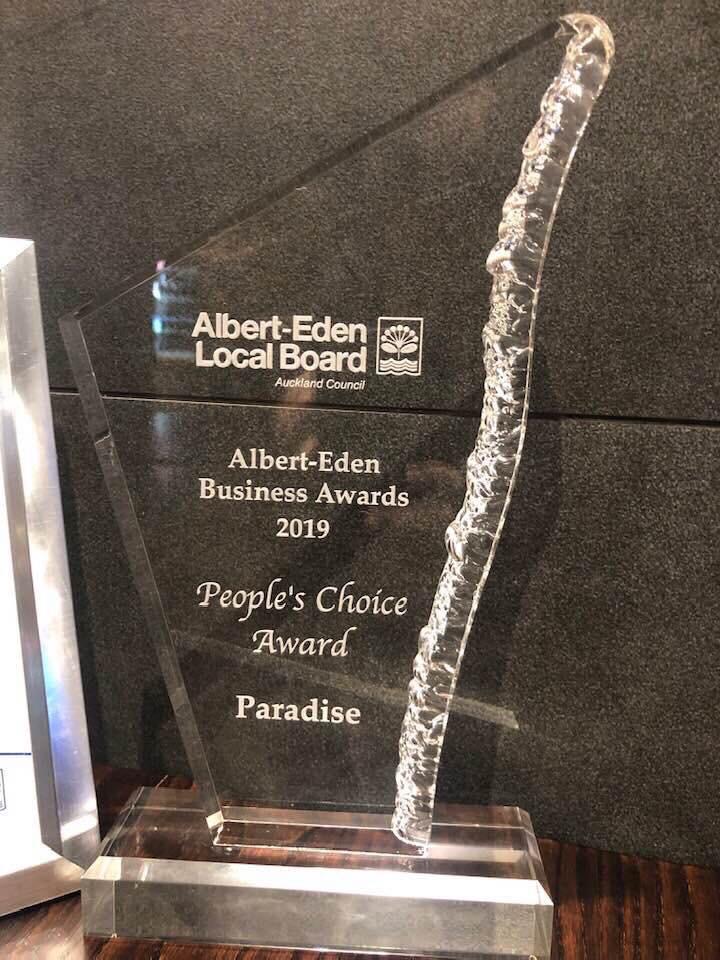 Albert-Eden
Local Board
Auckland Council
Albert-Eden
Business Awards
2019
People's Choice
Award
Paradise